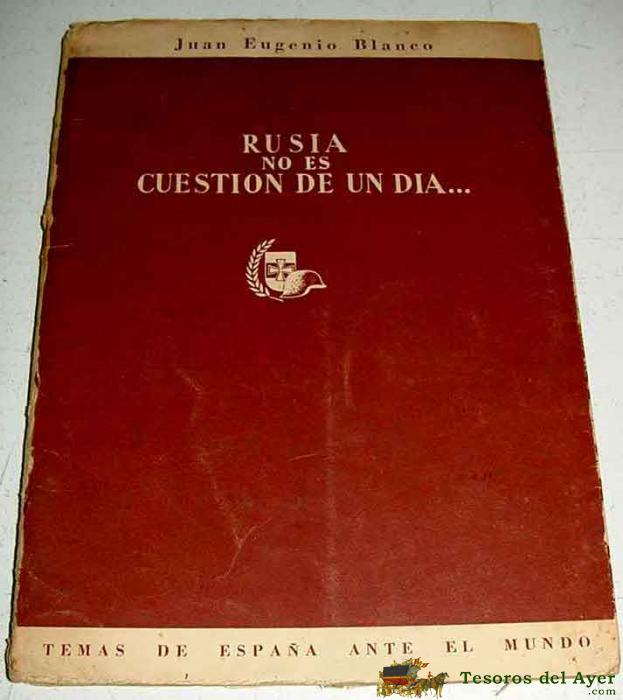 Juan Eugenio Blanco
RUSIA
NO ES
CUESTION DE UN DIA...
TEMAS DE ESPAÑA ANTE EL MUNDO
Tesoros del Ayer
.com